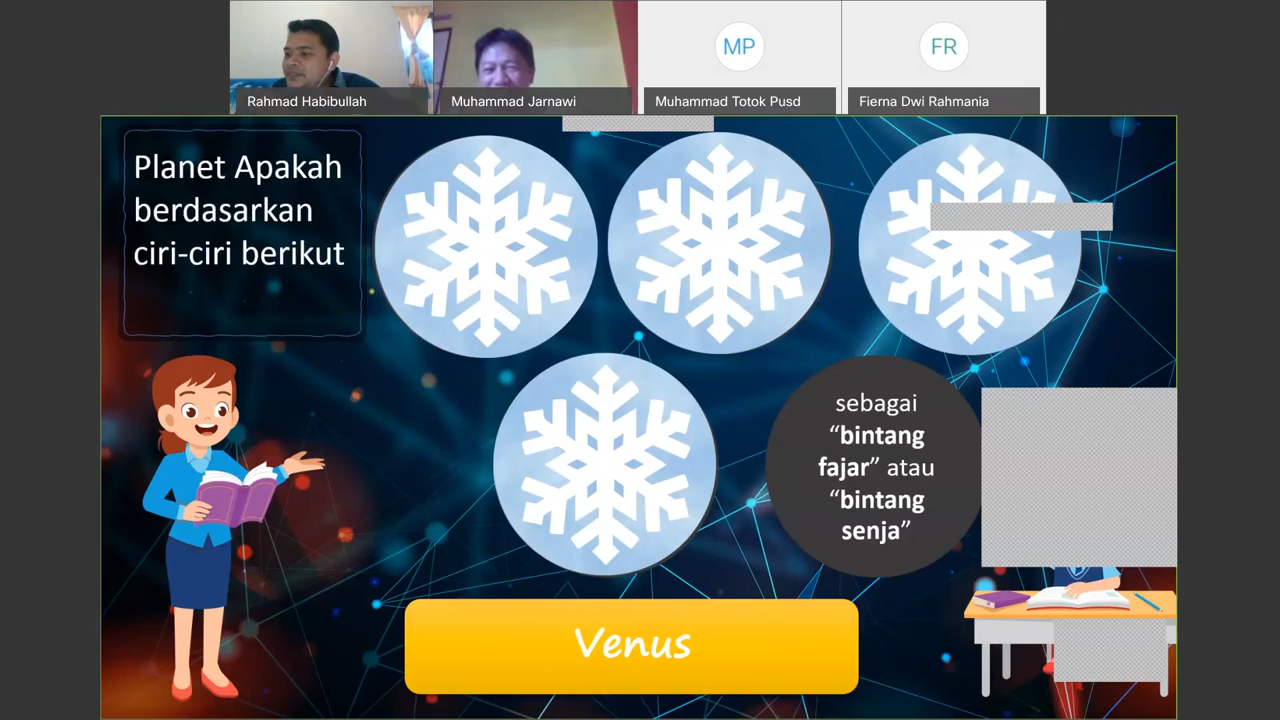 MP
FR
Rahmad Habibullah
Muhammad Jarnawi
Muhammad Totok Pusd
Fierna Dwi Rahmania
Planet Apakah
berdasarkan
ciri-ciri berikut
sebagai
“bintang
fajar” atau
“bintang
senja”
Venus